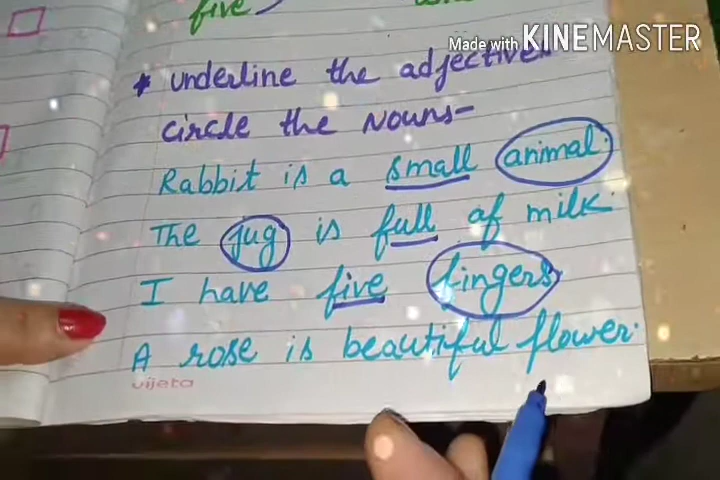 five
Made with KINEMASTER
* underline the adjective
circle the Nouns-
Rabbit is a small animal.
The jug is full of milk.
I have five fingers
A rose is beautiful flower.
vijeta